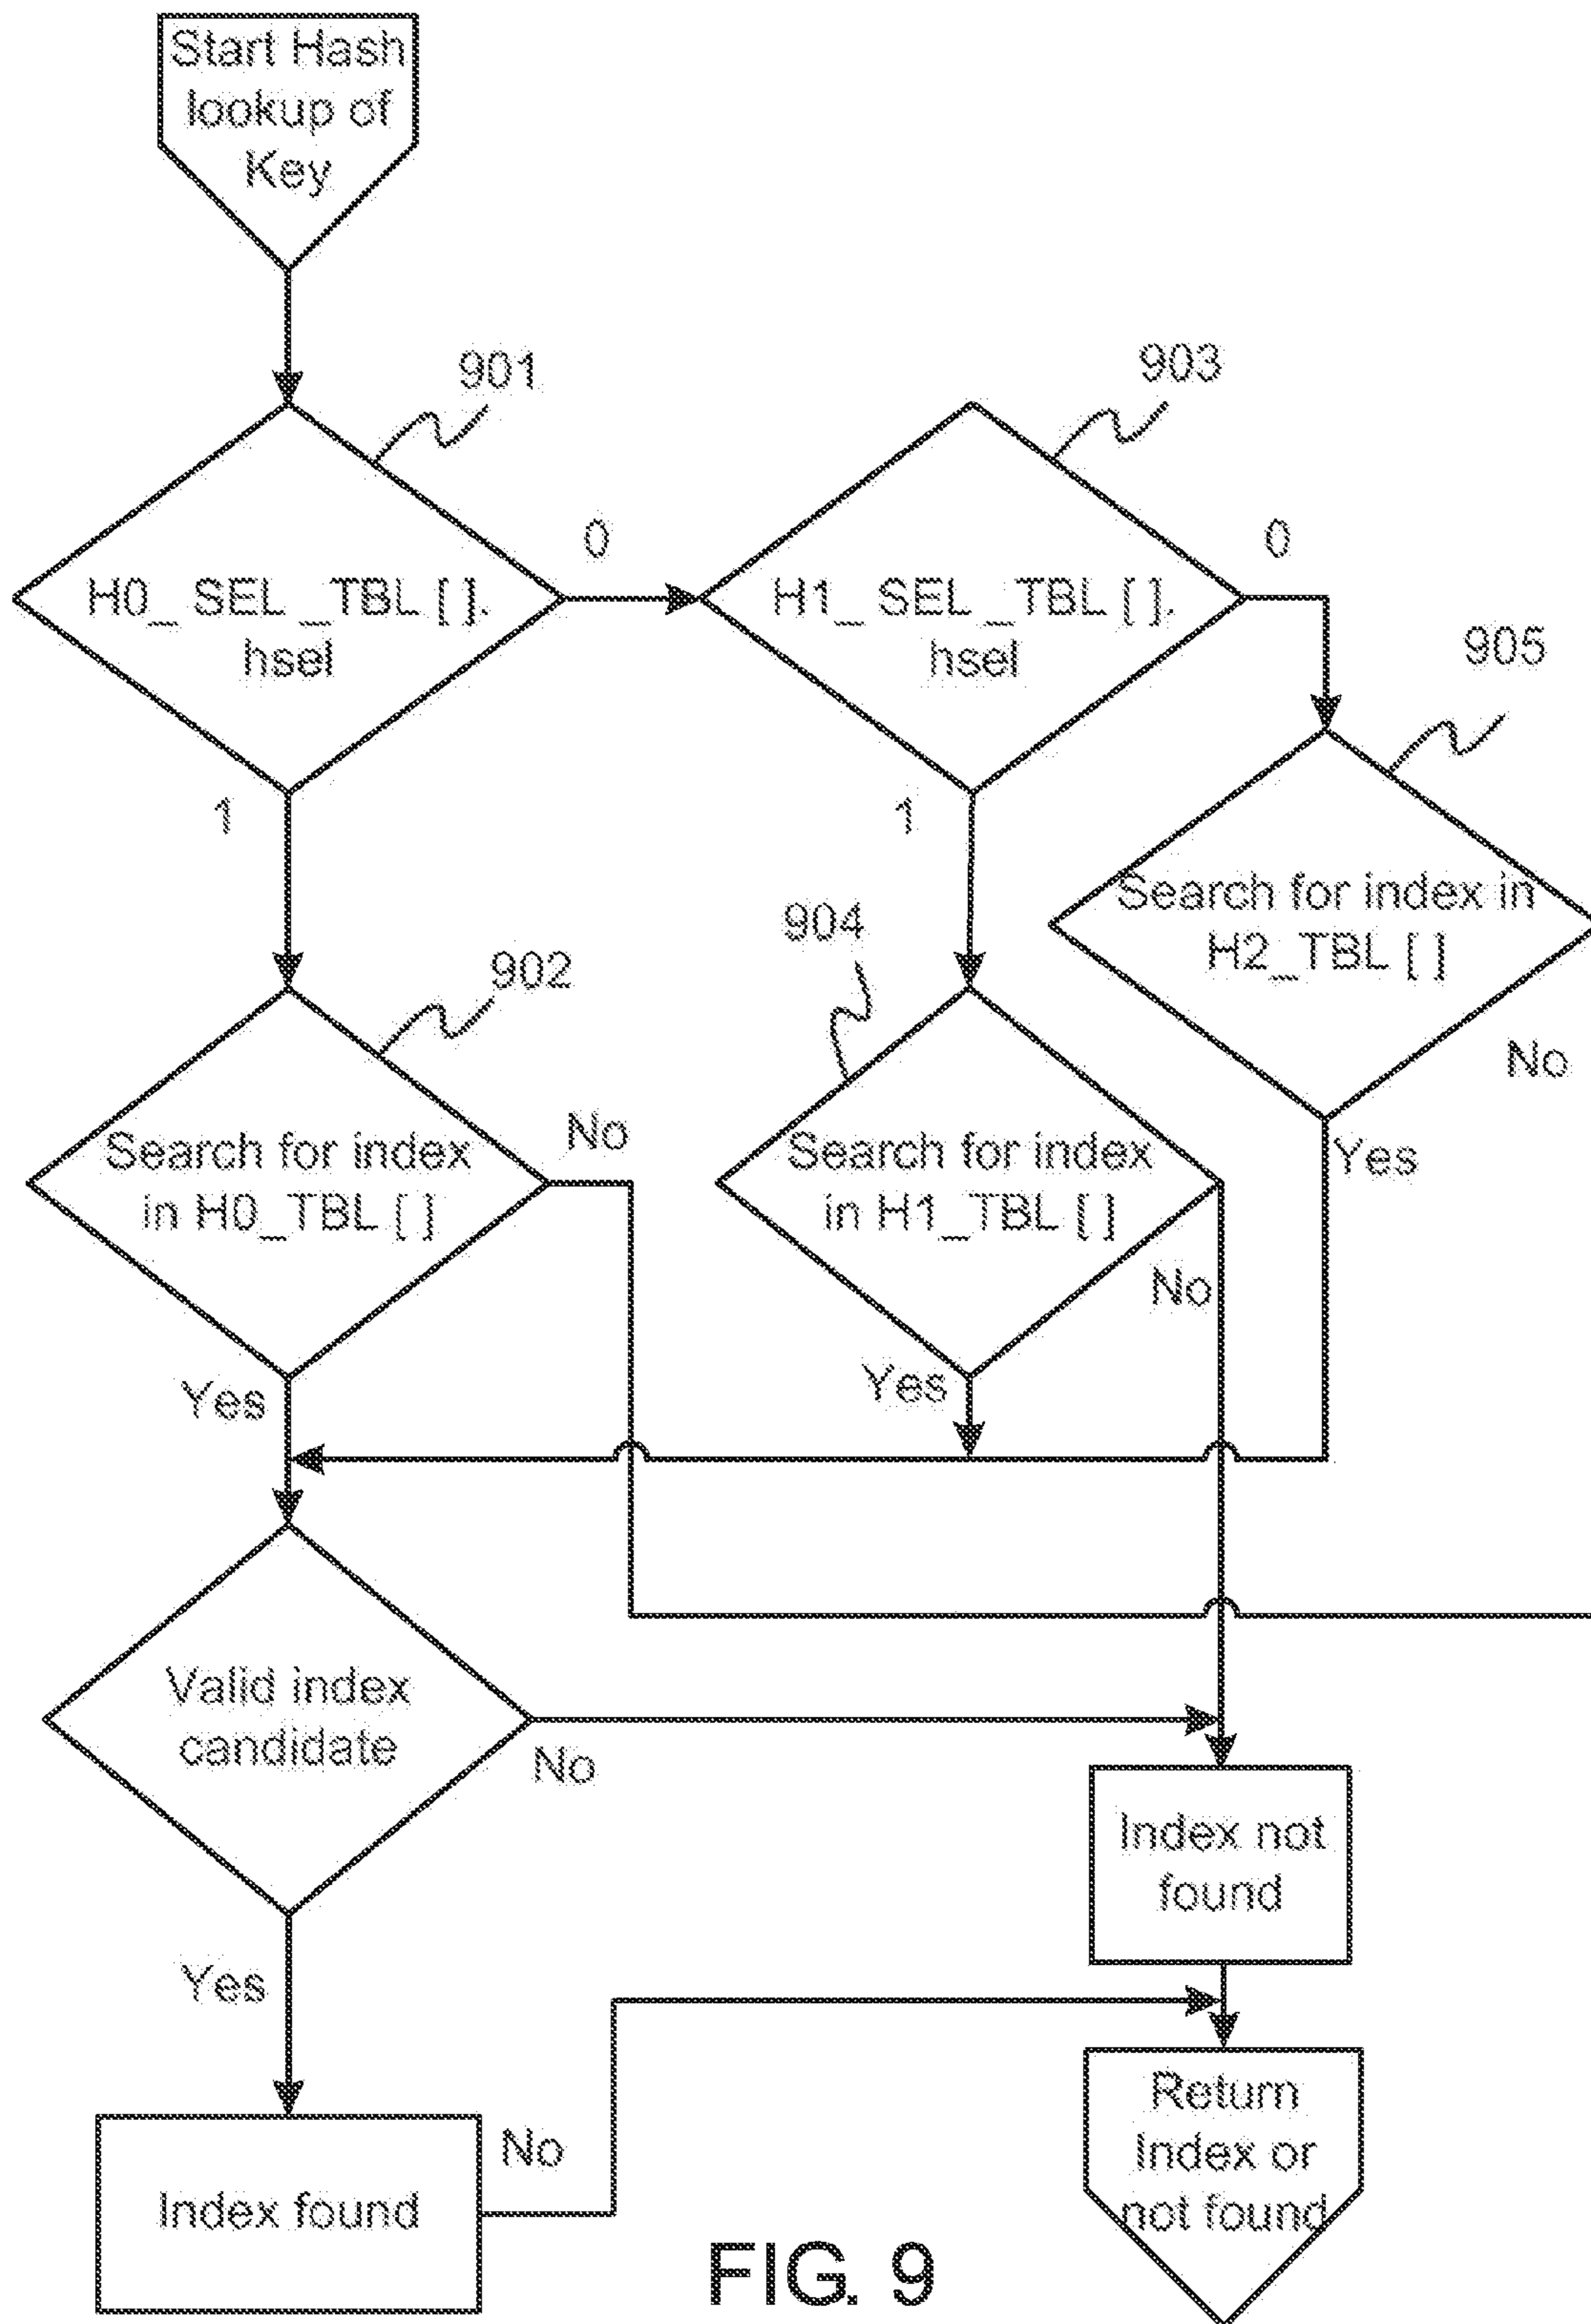 Start Hash
lookup of
Key
901
903
H0_ SEL _TBL [ ].
hsel
0
H1_ SEL _TBL [ ].
hsel
0
905
1
1
Search for index in
H2_TBL [ ]
No
Yes
902
904
Search for index
in H0_TBL [ ]
No
Search for index
in H1_TBL [ ]
No
Yes
Yes
Valid index
candidate
No
Index not
found
Yes
Index found
No
Return
Index or
not found
FIG. 9